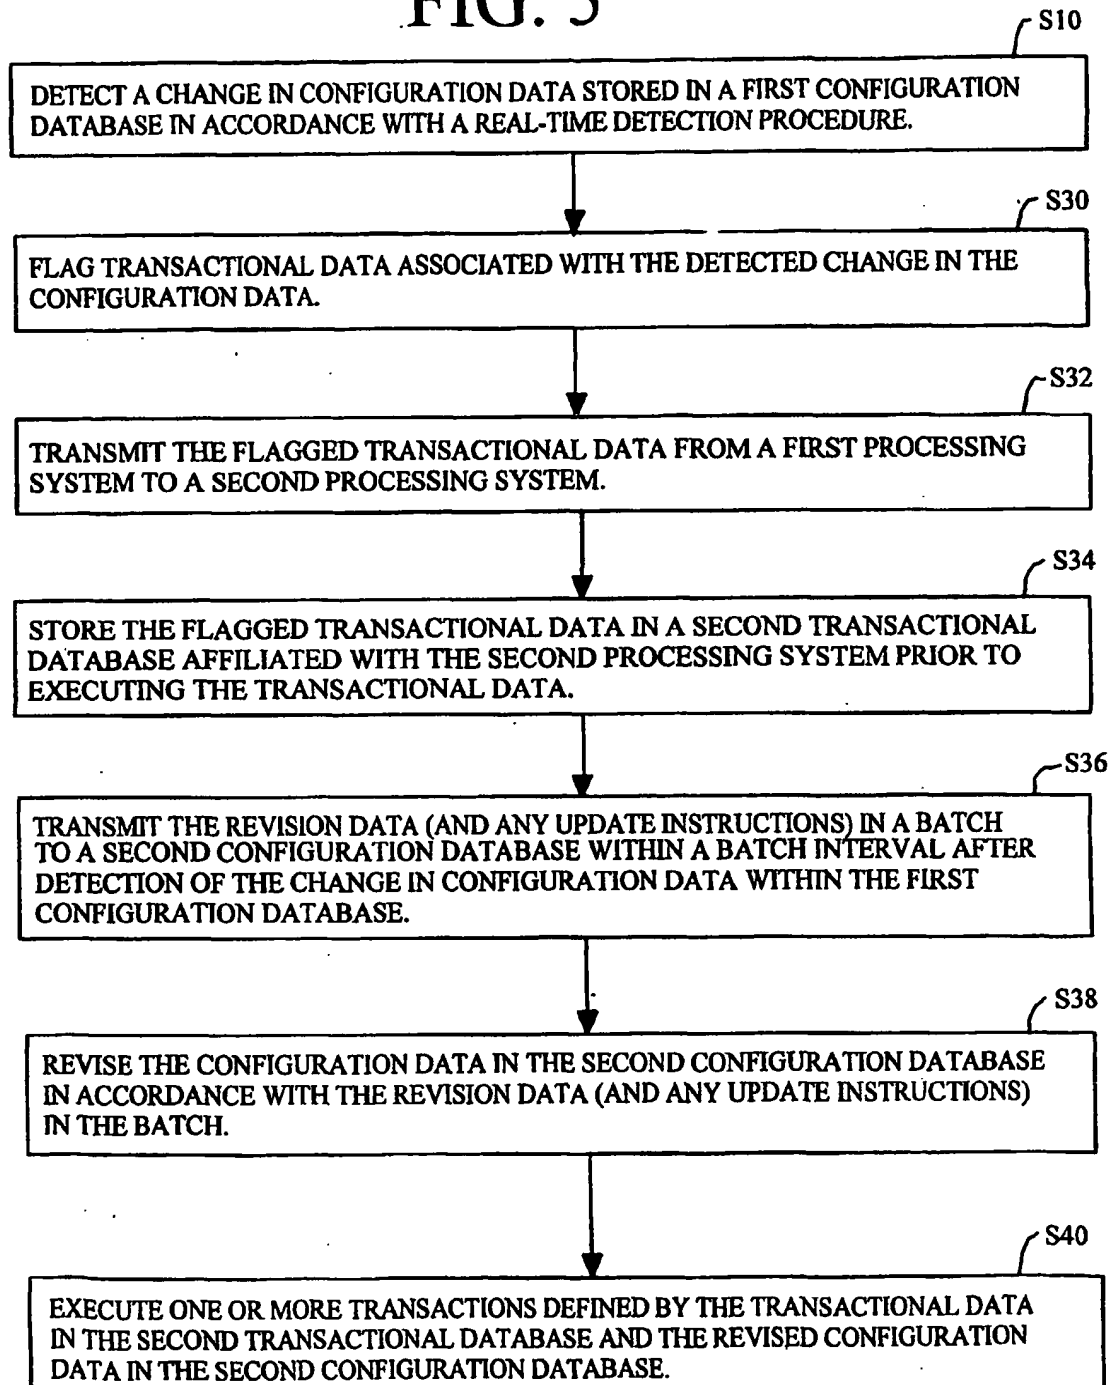 FIG. 5
S10
DETECT A CHANGE IN CONFIGURATION DATA STORED IN A FIRST CONFIGURATION
DATABASE IN ACCORDANCE WITH A REAL-TIME DETECTION PROCEDURE.
S30
FLAG TRANSACTIONAL DATA ASSOCIATED WITH THE DETECTED CHANGE IN THE
CONFIGURATION DATA.
S32
TRANSMIT THE FLAGGED TRANSACTIONAL DATA FROM A FIRST PROCESSING
SYSTEM TO A SECOND PROCESSING SYSTEM.
S34
STORE THE FLAGGED TRANSACTIONAL DATA IN A SECOND TRANSACTIONAL
DATABASE AFFILIATED WITH THE SECOND PROCESSING SYSTEM PRIOR TO
EXECUTING THE TRANSACTIONAL DATA.
S36
TRANSMIT THE REVISION DATA (AND ANY UPDATE INSTRUCTIONS) IN A BATCH
TO A SECOND CONFIGURATION DATABASE WITHIN A BATCH INTERVAL AFTER
DETECTION OF THE CHANGE IN CONFIGURATION DATA WITHIN THE FIRST
CONFIGURATION DATABASE.
S38
REVISE THE CONFIGURATION DATA IN THE SECOND CONFIGURATION DATABASE
IN ACCORDANCE WITH THE REVISION DATA (AND ANY UPDATE INSTRUCTIONS)
IN THE BATCH.
S40
EXECUTE ONE OR MORE TRANSACTIONS DEFINED BY THE TRANSACTIONAL DATA
IN THE SECOND TRANSACTIONAL DATABASE AND THE REVISED CONFIGURATION
DATA IN THE SECOND CONFIGURATION DATABASE.